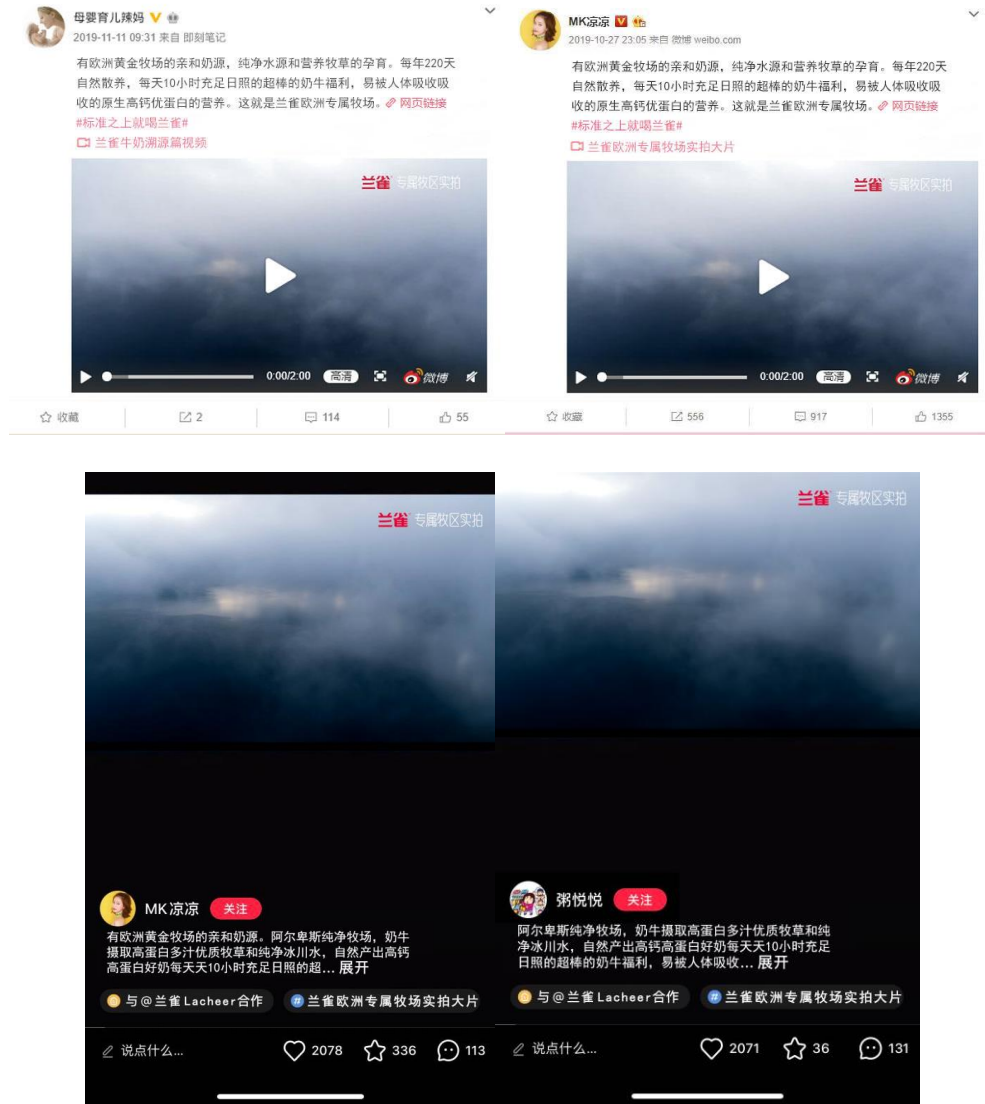 母婴育儿辣妈
2019-11-11 09:31 来自 即刻笔记
有欧洲黄金牧场的亲和奶源，纯净水源和营养牧草的孕育。每年220天
自然散养，每天10小时充足日照的超棒的奶牛福利，易被人体吸收吸
收的原生高钙优蛋白的营养。这就是兰雀欧洲专属牧场。网页链接
#标准之上就喝兰雀#
兰雀牛奶溯源篇视频
兰雀 专属牧区实拍
0:00/2:00 高清 微博
收藏 2 114 55
MK凉凉
2019-10-27 23:05 来自 微博 weibo.com
有欧洲黄金牧场的亲和奶源，纯净水源和营养牧草的孕育。每年220天
自然散养，每天10小时充足日照的超棒的奶牛福利，易被人体吸收吸
收的原生高钙优蛋白的营养。这就是兰雀欧洲专属牧场。网页链接
#标准之上就喝兰雀#
兰雀欧洲专属牧场实拍大片
兰雀 专属牧区实拍
0:00/2:00 高清 微博
收藏 556 917 1355
兰雀 专属牧区实拍
MK凉凉 关注
有欧洲黄金牧场的亲和奶源。阿尔卑斯纯净牧场，奶牛
摄取高蛋白多汁优质牧草和纯净冰川水，自然产出高钙
高蛋白好奶每天天10小时充足日照的超... 展开
与@兰雀Lacheer合作 #兰雀欧洲专属牧场实拍大片
说点什么... 2078 336 113
兰雀 专属牧区实拍
粥悦悦 关注
阿尔卑斯纯净牧场，奶牛摄取高蛋白多汁优质牧草和纯
净冰川水，自然产出高钙高蛋白好奶每天天10小时充足
日照的超棒的奶牛福利，易被人体吸收... 展开
与@兰雀Lacheer合作 #兰雀欧洲专属牧场实拍大片
说点什么... 2071 36 131